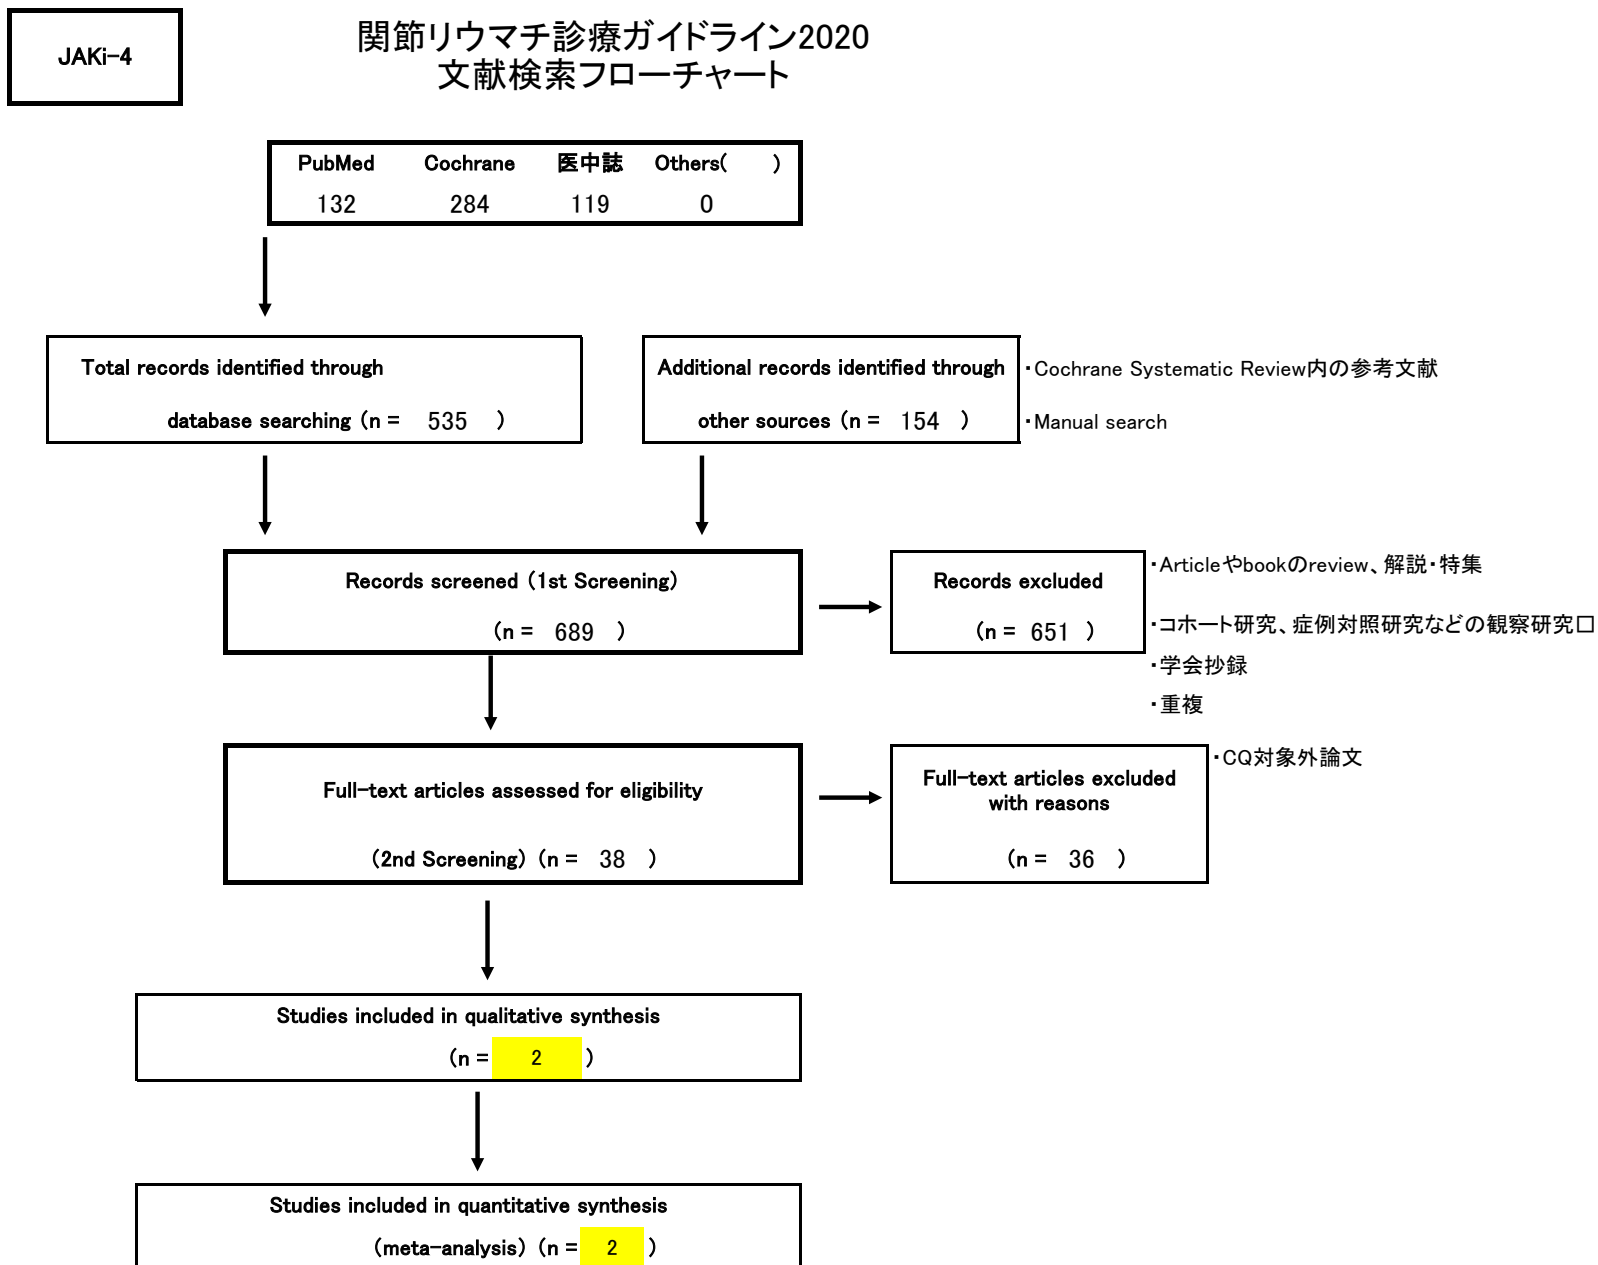 JAKi-4
関節リウマチ診療ガイドライン2020
文献検索フローチャート
PubMed Cochrane 医中誌 Others( )
132 284 119 0
Total records identified through
database searching (n = 535 )
Additional records identified through
other sources (n = 154 )
・Cochrane Systematic Review内の参考文献
・Manual search
Records screened (1st Screening)
(n = 689 )
Records excluded
(n = 651 )
・Articleやbookのreview、解説・特集
・コホート研究、症例対照研究などの観察研究□
・学会抄録
・重複
Full-text articles assessed for eligibility
(2nd Screening) (n = 38 )
Full-text articles excluded
with reasons
(n = 36 )
・CQ対象外論文
Studies included in qualitative synthesis
(n = 2 )
Studies included in quantitative synthesis
(meta-analysis) (n = 2 )